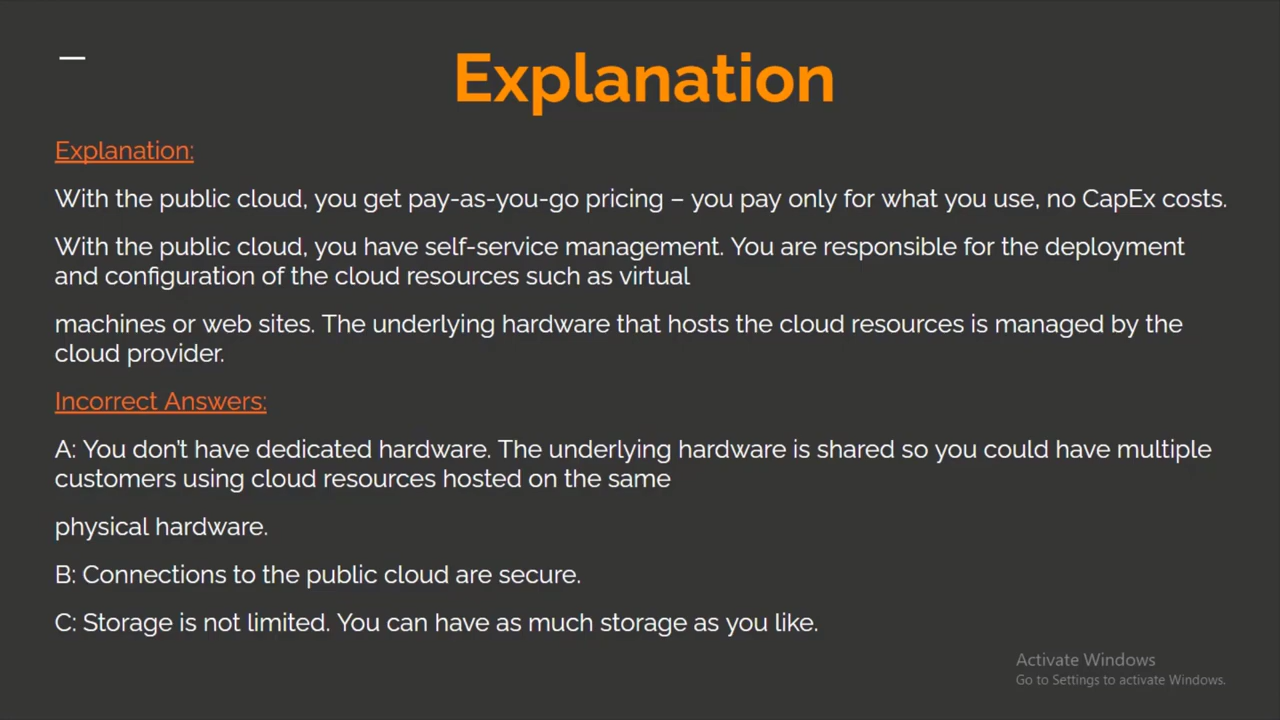 Explanation
Explanation:
With the public cloud, you get pay-as-you-go pricing – you pay only for what you use, no CapEx costs.
With the public cloud, you have self-service management. You are responsible for the deployment
and configuration of the cloud resources such as virtual
machines or web sites. The underlying hardware that hosts the cloud resources is managed by the
cloud provider.
Incorrect Answers:
A: You don't have dedicated hardware. The underlying hardware is shared so you could have multiple
customers using cloud resources hosted on the same
physical hardware.
B: Connections to the public cloud are secure.
C: Storage is not limited. You can have as much storage as you like.
Activate Windows
Go to Settings to activate Windows.